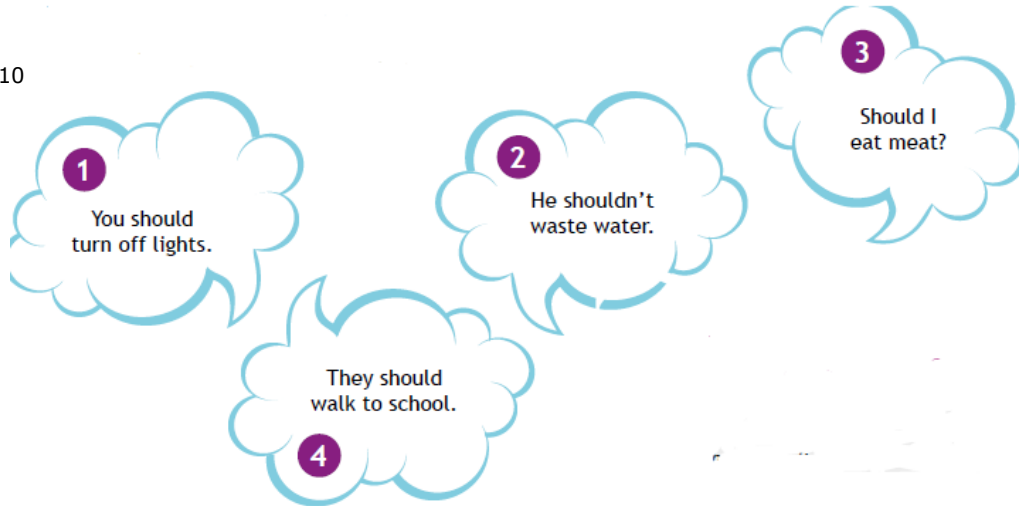 10
1
You should
turn off lights.
2
He shouldn't
waste water.
3
Should I
eat meat?
They should
walk to school.
4